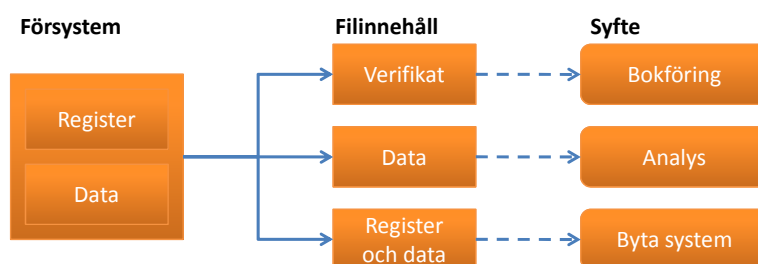 Försystem
Filinnehåll
Syfte
Register
Data
Verifikat
Bokföring
Data
Analys
Register
och data
Byta system